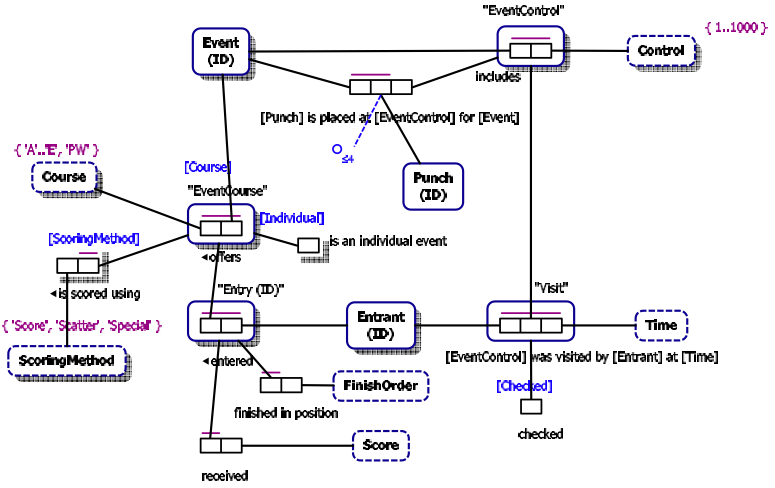 "EventControl"
{ 1..1000 }
Event
(ID)
Control
includes
[Punch] is placed at [EventControl] for [Event]
{ 'A'..'E', 'PW' }
≤4
[Course]
Course
Punch
(ID)
"EventCourse"
[Individual]
[ScoringMethod]
is an individual event
◄offers
◄is scored using
"Entry (ID)"
"Visit"
{ 'Score', 'Scatter', 'Special' }
Entrant
(ID)
Time
ScoringMethod
◄entered
[EventControl] was visited by [Entrant] at [Time]
FinishOrder
[Checked]
finished in position
checked
Score
received